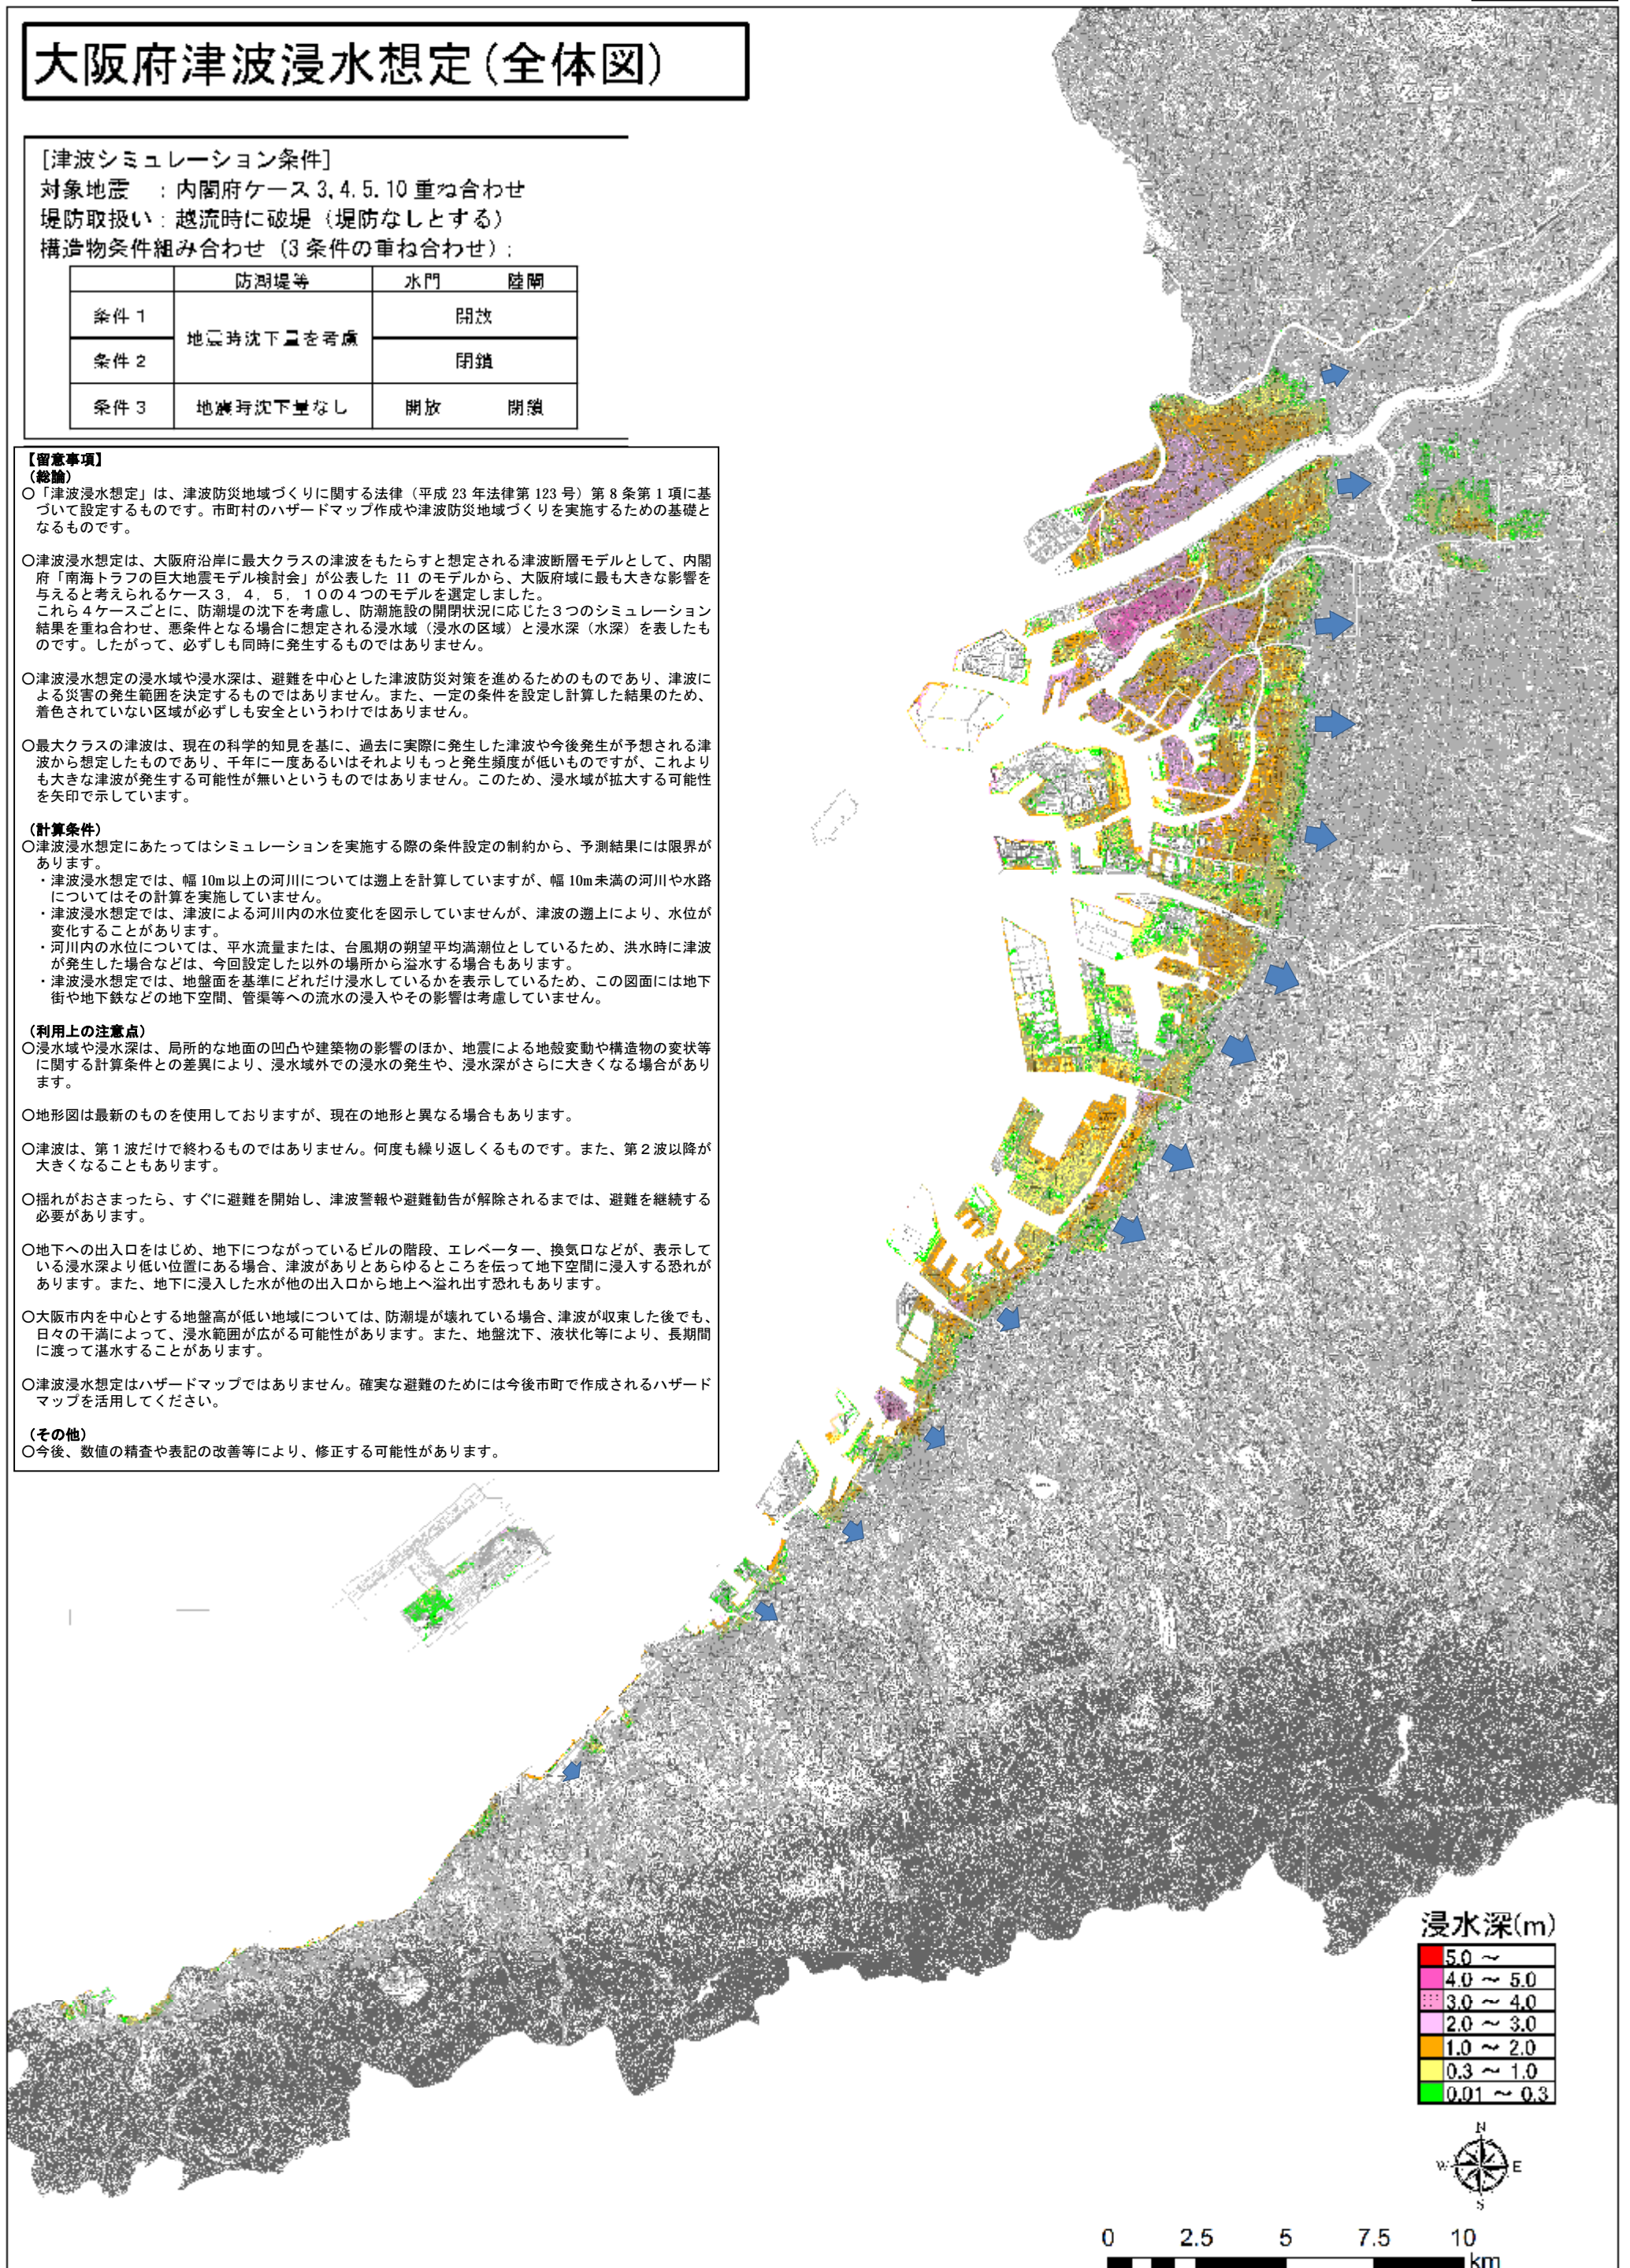 大阪府津波浸水想定(全体図)
[津波シミュレーション条件]
対象地震　：内閣府ケース 3, 4, 5, 10 重ね合わせ
堤防取扱い：越流時に破堤（堤防なしとする）
構造物条件組み合わせ（3 条件の重ね合わせ）：
防潮堤等　水門　陸閘
条件 1　地震時沈下量を考慮　開放
条件 2　閉鎖
条件 3　地震時沈下量なし　開放　閉鎖
【留意事項】
（総論）
○「津波浸水想定」は、津波防災地域づくりに関する法律（平成 23 年法律第 123 号）第 8 条第 1 項に基
づいて設定するものです。市町村のハザードマップ作成や津波防災地域づくりを実施するための基礎と
なるものです。
○津波浸水想定は、大阪府沿岸に最大クラスの津波をもたらすと想定される津波断層モデルとして、内閣
府「南海トラフの巨大地震モデル検討会」が公表した 11 のモデルから、大阪府域に最も大きな影響を
与えると考えられるケース３，４，５，１０の４つのモデルを選定しました。
これら４ケースごとに、防潮堤の沈下を考慮し、防潮施設の開閉状況に応じた３つのシミュレーション
結果を重ね合わせ、悪条件となる場合に想定される浸水域（浸水の区域）と浸水深（水深）を表したも
のです。したがって、必ずしも同時に発生するものではありません。
○津波浸水想定の浸水域や浸水深は、避難を中心とした津波防災対策を進めるためのものであり、津波に
よる災害の発生範囲を決定するものではありません。また、一定の条件を設定し計算した結果のため、
着色されていない区域が必ずしも安全というわけではありません。
○最大クラスの津波は、現在の科学的知見を基に、過去に実際に発生した津波や今後発生が予想される津
波から想定したものであり、千年に一度あるいはそれよりもっと発生頻度が低いものですが、これより
も大きな津波が発生する可能性が無いというものではありません。このため、浸水域が拡大する可能性
を矢印で示しています。
（計算条件）
○津波浸水想定にあたってはシミュレーションを実施する際の条件設定の制約から、予測結果には限界が
あります。
・津波浸水想定では、幅 10m以上の河川については遡上を計算していますが、幅 10m未満の河川や水路
についてはその計算を実施していません。
・津波浸水想定では、津波による河川内の水位変化を図示していませんが、津波の遡上により、水位が
変化することがあります。
・河川内の水位については、平水流量または、台風期の朔望平均満潮位としているため、洪水時に津波
が発生した場合などは、今回設定した以外の場所から溢水する場合もあります。
・津波浸水想定では、地盤面を基準にどれだけ浸水しているかを表示しているため、この図面には地下
街や地下鉄などの地下空間、管渠等への流水の浸入やその影響は考慮していません。
（利用上の注意点）
○浸水域や浸水深は、局所的な地面の凹凸や建築物の影響のほか、地震による地殻変動や構造物の変状等
に関する計算条件との差異により、浸水域外での浸水の発生や、浸水深がさらに大きくなる場合があり
ます。
○地形図は最新のものを使用しておりますが、現在の地形と異なる場合もあります。
○津波は、第１波だけで終わるものではありません。何度も繰り返しくるものです。また、第２波以降が
大きくなることもあります。
○揺れがおさまったら、すぐに避難を開始し、津波警報や避難勧告が解除されるまでは、避難を継続する
必要があります。
○地下への出入口をはじめ、地下につながっているビルの階段、エレベーター、換気口などが、表示して
いる浸水深より低い位置にある場合、津波がありとあらゆるところを伝って地下空間に浸入する恐れが
あります。また、地下に浸入した水が他の出入口から地上へ溢れ出す恐れもあります。
○大阪市内を中心とする地盤高が低い地域については、防潮堤が壊れている場合、津波が収束した後でも、
日々の干満によって、浸水範囲が広がる可能性があります。また、地盤沈下、液状化等により、長期間
に渡って湛水することがあります。
○津波浸水想定はハザードマップではありません。確実な避難のためには今後市町で作成されるハザード
マップを活用してください。
（その他）
○今後、数値の精査や表記の改善等により、修正する可能性があります。
浸水深(m)
5.0 ～
4.0 ～ 5.0
3.0 ～ 4.0
2.0 ～ 3.0
1.0 ～ 2.0
0.3 ～ 1.0
0.01 ～ 0.3
N
W E
S
0 2.5 5 7.5 10
km